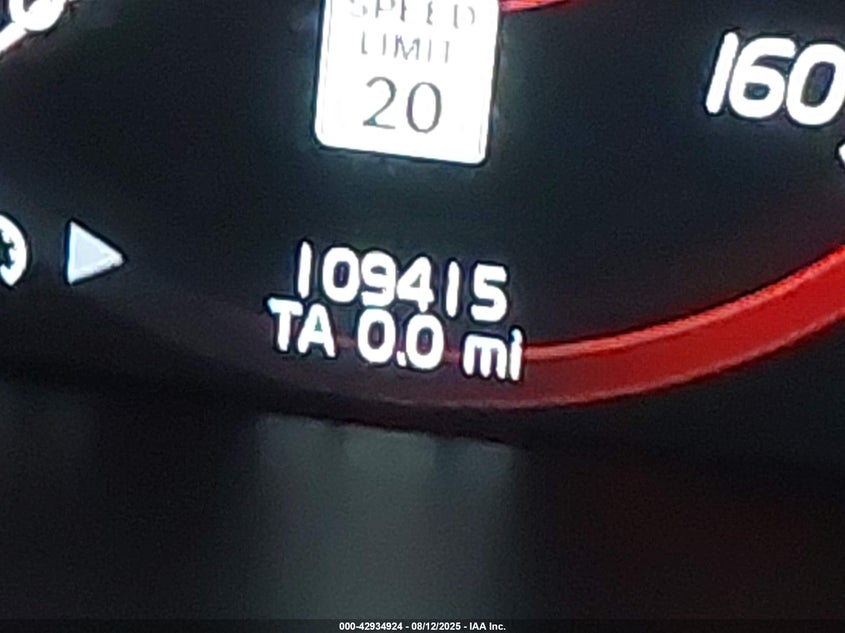 SPEED
LIMIT
20
160
109415
TA 0.0 mi
000-42934924 - 08/12/2025 - IAA Inc.